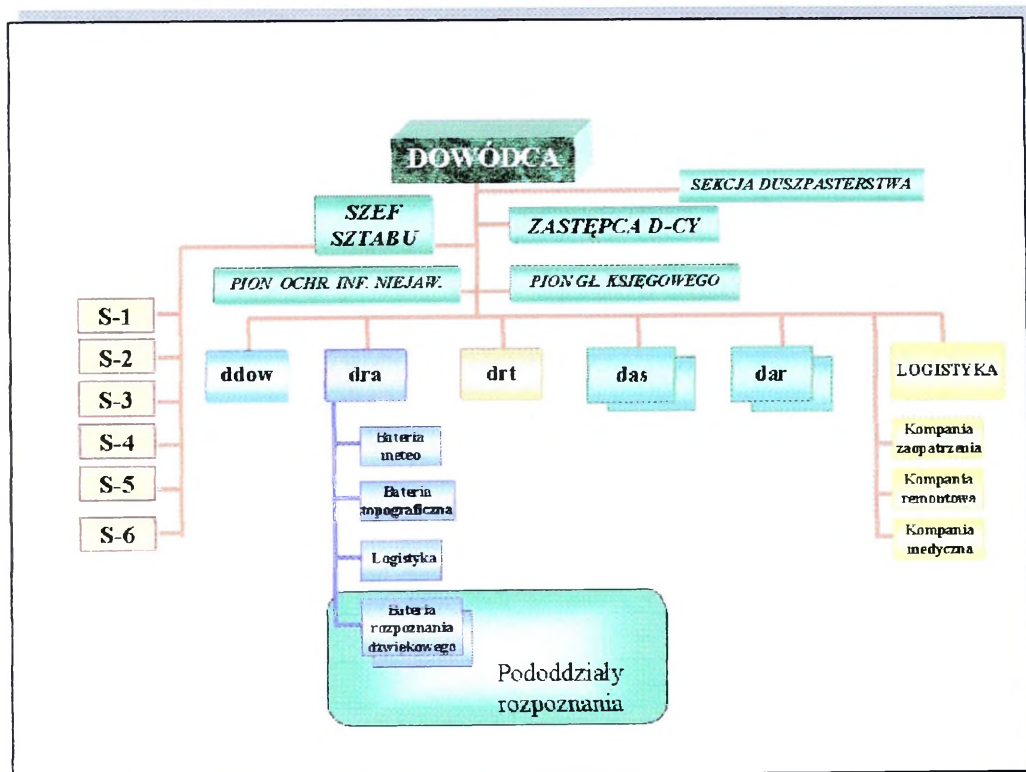 DOWÓDCA
SEKCJA DUSZPASTERSTWA
SZEF
SZTABU
ZASTĘPCA D-CY
PION OCHR. INF. NIEJAW.
PION GŁ. KSIĘGOWEGO
S-1
S-2
S-3
S-4
S-5
S-6
ddow
dra
drt
das
dar
LOGISTYKA
Bateria
meteo
Bateria
topograficzna
Logistyka
Bateria
rozpoznania
dzwiekowego
Kompania
zaopatrzenia
Kompania
remontowa
Kompania
medyczna
Pododdziały
rozpoznania